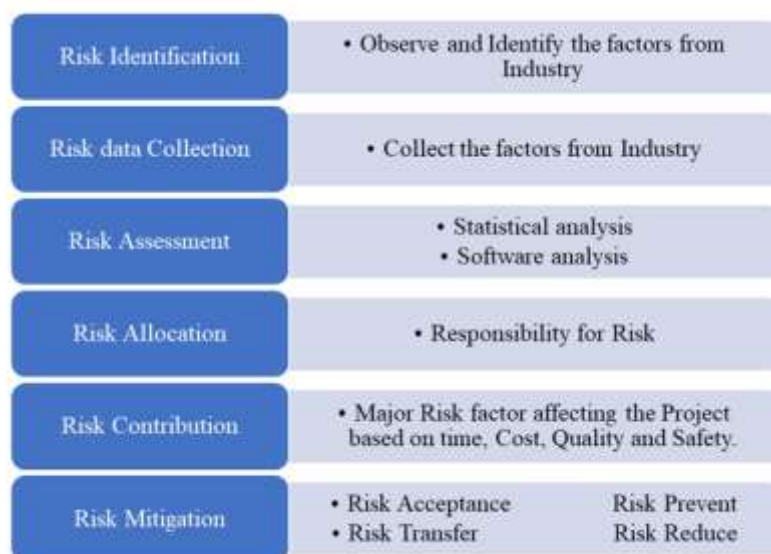 Risk Identification
• Observe and Identify the factors from
Industry
Risk data Collection
• Collect the factors from Industry
Risk Assessment
• Statistical analysis
• Software analysis
Risk Allocation
• Responsibility for Risk
Risk Contribution
• Major Risk factor affecting the Project
based on time, Cost, Quality and Safety.
Risk Mitigation
• Risk Acceptance Risk Prevent
• Risk Transfer Risk Reduce